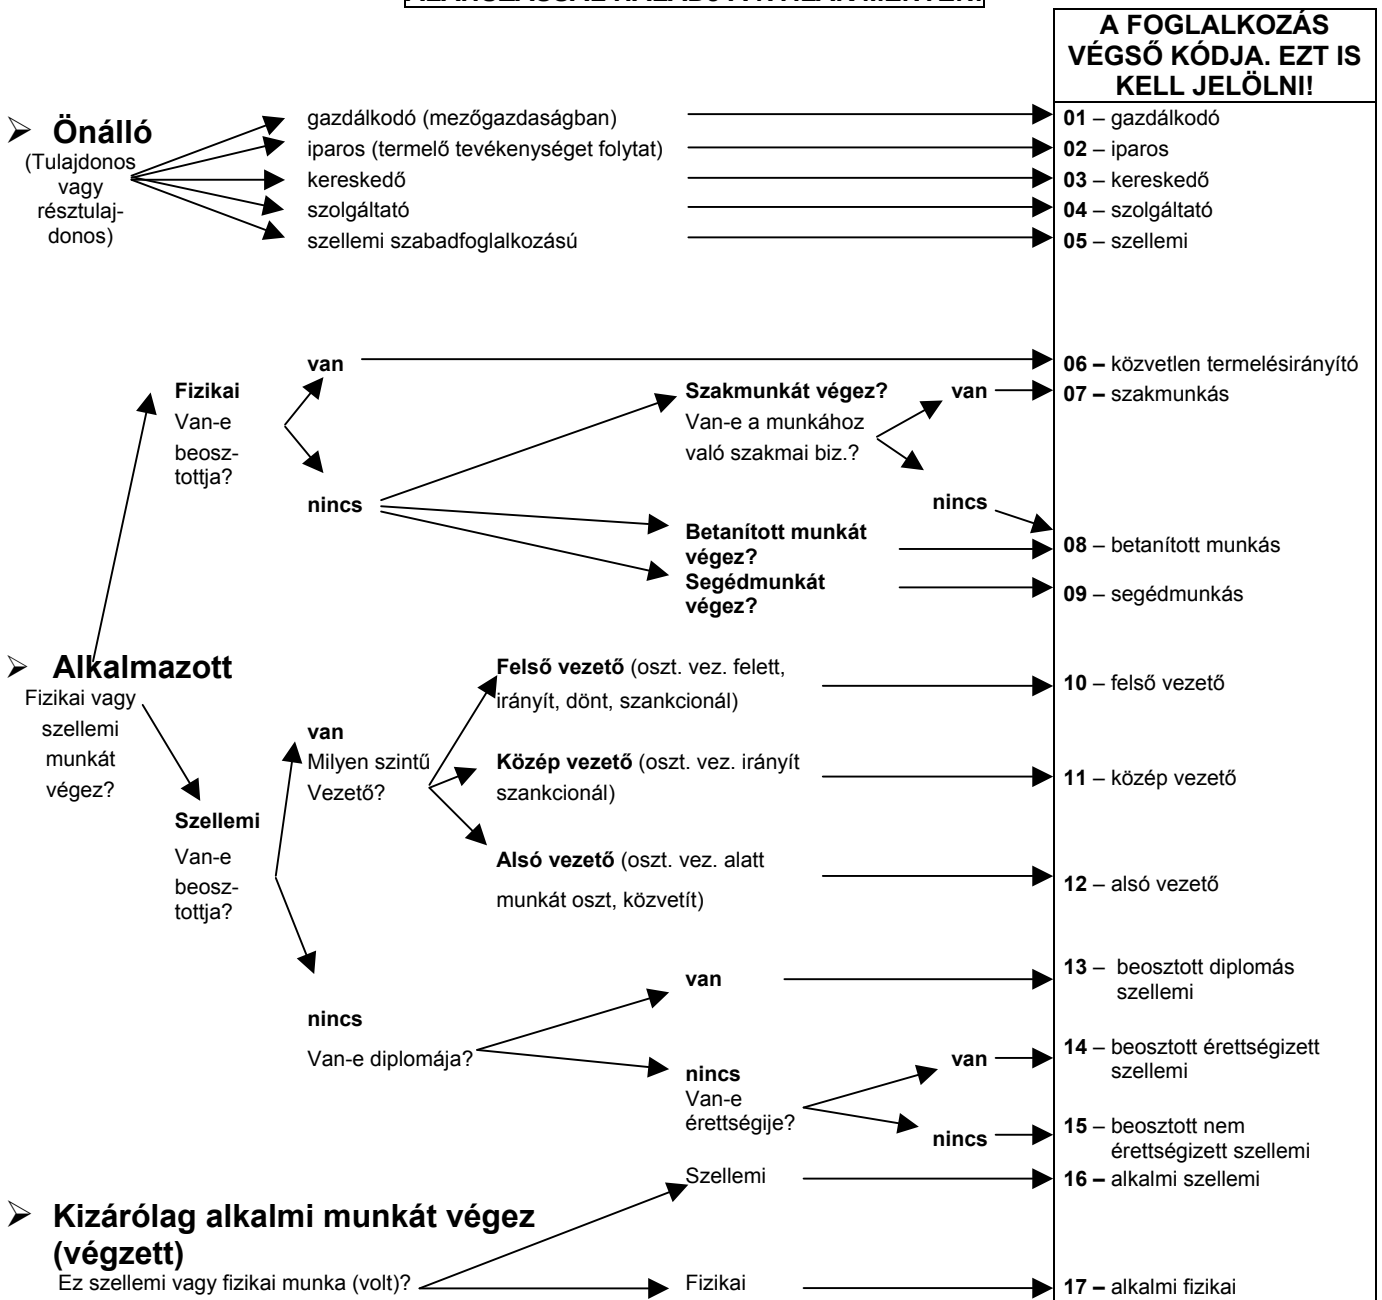 A FOGLALKOZÁS
VÉGSŐ KÓDJA. EZT IS
KELL JELÖLNI!
➢ Önálló
(Tulajdonos
vagy
résztulaj-
donos)
gazdálkodó (mezőgazdaságban)
iparos (termelő tevékenységet folytat)
kereskedő
szolgáltató
szellemi szabadfoglalkozású
01 – gazdálkodó
02 – iparos
03 – kereskedő
04 – szolgáltató
05 – szellemi
Fizikai
Van-e
beosz-
tottja?
van
nincs
Szakmunkát végez?
Van-e a munkához
való szakmai biz.?
van
nincs
Betanított munkát
végez?
Segédmunkát
végez?
06 – közvetlen termelésirányító
07 – szakmunkás
08 – betanított munkás
09 – segédmunkás
➢ Alkalmazott
Fizikai vagy
szellemi
munkát
végez?
Szellemi
Van-e
beosz-
tottja?
van
Milyen szintű
Vezető?
Felső vezető (oszt. vez. felett,
irányít, dönt, szankcionál)
Közép vezető (oszt. vez. irányít
szankcionál)
Alsó vezető (oszt. vez. alatt
munkát oszt, közvetít)
10 – felső vezető
11 – közép vezető
12 – alsó vezető
nincs
Van-e diplomája?
van
nincs
Van-e
érettségije?
van
nincs
13 – beosztott diplomás
szellemi
14 – beosztott érettségizett
szellemi
15 – beosztott nem
érettségizett szellemi
➢ Kizárólag alkalmi munkát végez
(végzett)
Ez szellemi vagy fizikai munka (volt)?
Szellemi
Fizikai
16 – alkalmi szellemi
17 – alkalmi fizikai